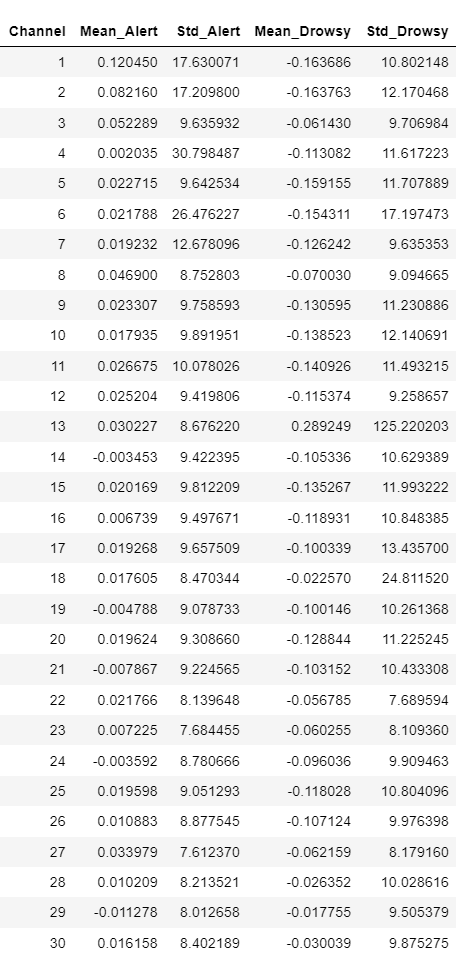 Channel Mean_Alert Std_Alert Mean_Drowsy Std_Drowsy
1 0.120450 17.630071 -0.163686 10.802148
2 0.082160 17.209800 -0.163763 12.170468
3 0.052289 9.635932 -0.061430 9.706984
4 0.002035 30.798487 -0.113082 11.617223
5 0.022715 9.642534 -0.159155 11.707889
6 0.021788 26.476227 -0.154311 17.197473
7 0.019232 12.678096 -0.126242 9.635353
8 0.046900 8.752803 -0.070030 9.094665
9 0.023307 9.758593 -0.130595 11.230886
10 0.017935 9.891951 -0.138523 12.140691
11 0.026675 10.078026 -0.140926 11.493215
12 0.025204 9.419806 -0.115374 9.258657
13 0.030227 8.676220 0.289249 125.220203
14 -0.003453 9.422395 -0.105336 10.629389
15 0.020169 9.812209 -0.135267 11.993222
16 0.006739 9.497671 -0.118931 10.848385
17 0.019268 9.657509 -0.100339 13.435700
18 0.017605 8.470344 -0.022570 24.811520
19 -0.004788 9.078733 -0.100146 10.261368
20 0.019624 9.308660 -0.128844 11.225245
21 -0.007867 9.224565 -0.103152 10.433308
22 0.021766 8.139648 -0.056785 7.689594
23 0.007225 7.684455 -0.060255 8.109360
24 -0.003592 8.780666 -0.096036 9.909463
25 0.019598 9.051293 -0.118028 10.804096
26 0.010883 8.877545 -0.107124 9.976398
27 0.033979 7.612370 -0.062159 8.179160
28 0.010209 8.213521 -0.026352 10.028616
29 -0.011278 8.012658 -0.017755 9.505379
30 0.016158 8.402189 -0.030039 9.875275